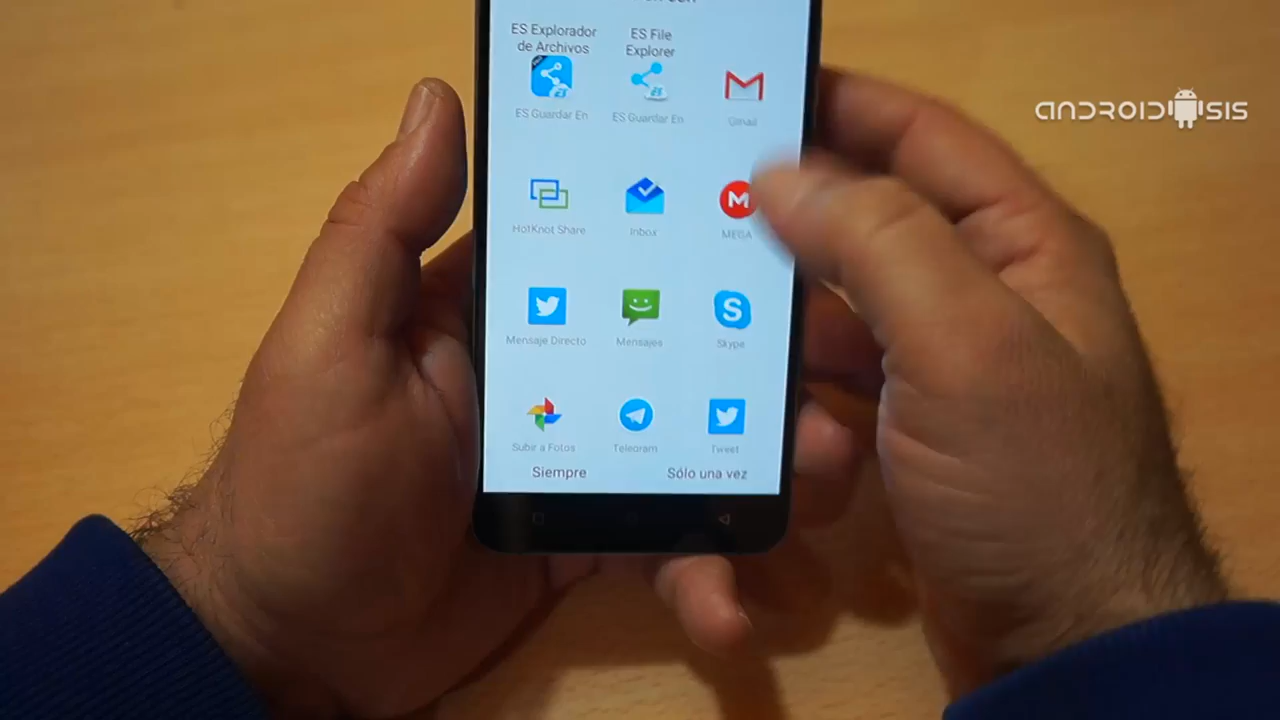 ES Explorador
de Archivos
ES File
Explorer
ES Guardar En
ES Guardar En
Gmail
HotKnot Share
Inbox
MEGA
Mensaje Directo
Mensajes
Skype
Subir a Fotos
Telegram
Tweet
Siempre
Sólo una vez
ANDROIDSIS